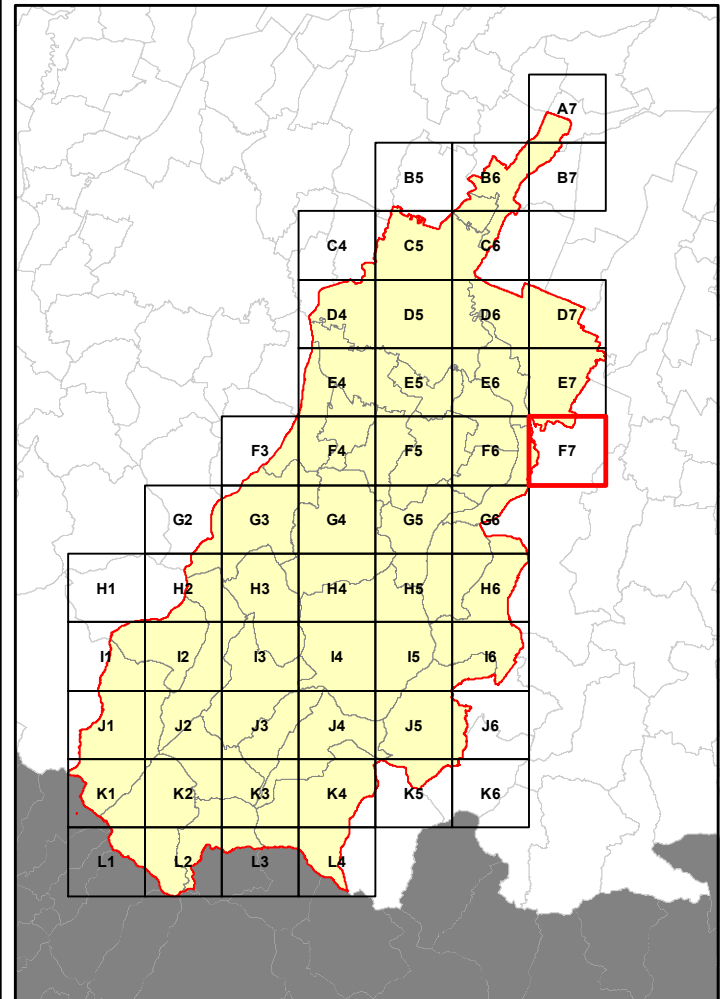 A7
B5 B6 B7
C4 C5 C6
D4 D5 D6 D7
E4 E5 E6 E7
F3 F4 F5 F6 F7
G2 G3 G4 G5 G6
H1 H2 H3 H4 H5 H6
I1 I2 I3 I4 I5 I6
J1 J2 J3 J4 J5 J6
K1 K2 K3 K4 K5 K6
L1 L2 L3 L4